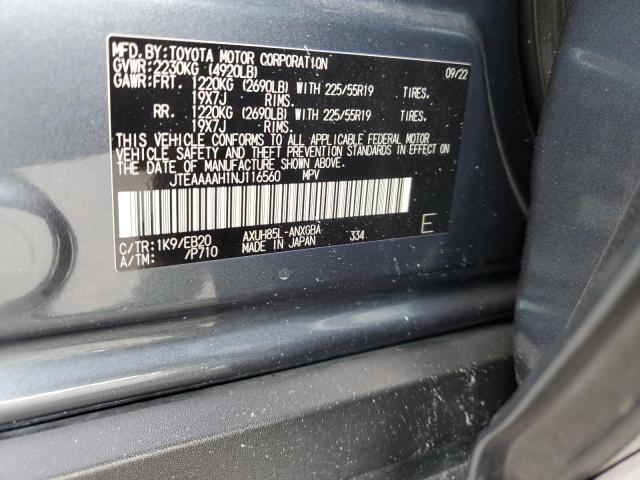 MFD.BY:TOYOTA MOTOR CORPORATION 09/22
GVWR:2230KG (4920LB)
GAWR:FRT. 1220KG (2690LB) WITH 225/55R19 TIRES.
19X7J RIMS.
RR. 1220KG (2690LB) WITH 225/55R19 TIRES.
19X7J RIMS.
THIS VEHICLE CONFORMS TO ALL APPLICABLE FEDERAL MOTOR
VEHICLE SAFETY AND THEFT PREVENTION STANDARDS IN EFFECT
ON THE DATE OF MANUFACTURE SHOWN ABOVE.
JTEAAAAH1NJ116560 MPV
C/TR:1K9/EB20 AXUH85L-ANXGBA 334 E
A/TM: /P710 MADE IN JAPAN